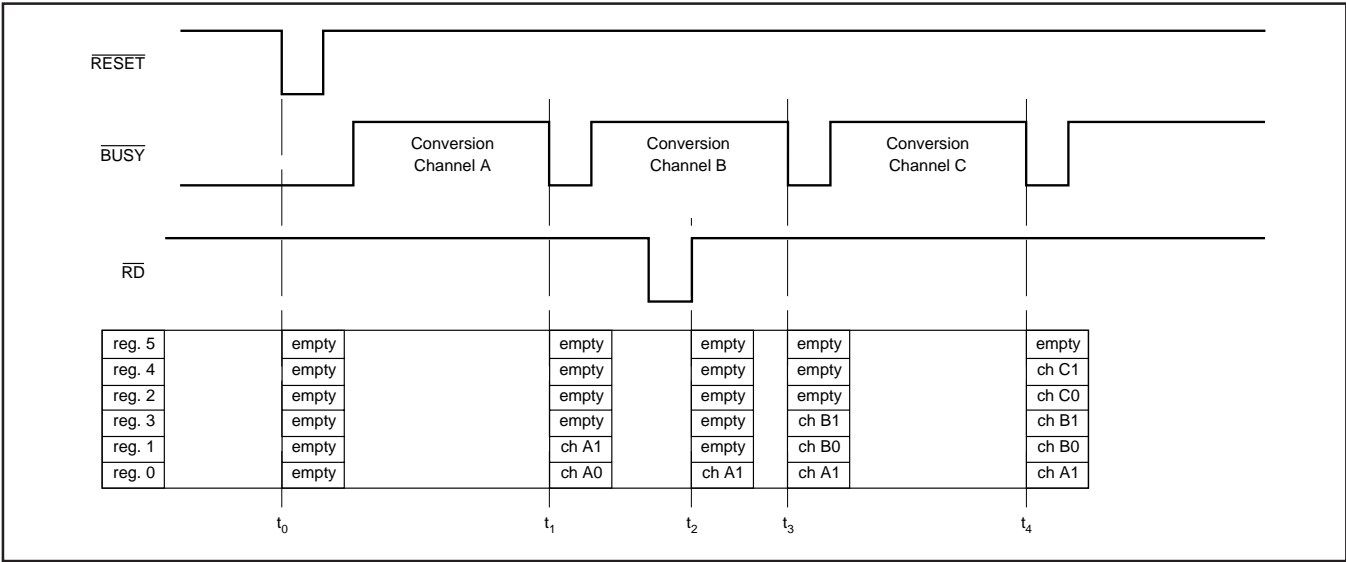 RESET
BUSY
Conversion
Channel A
Conversion
Channel B
Conversion
Channel C
RD
reg. 5 empty empty empty empty empty
reg. 4 empty empty empty empty ch C1
reg. 2 empty empty empty empty ch C0
reg. 3 empty empty empty ch B1 ch B1
reg. 1 empty ch A1 empty ch B0 ch B0
reg. 0 empty ch A0 ch A1 ch A1 ch A1
t0 t1 t2 t3 t4